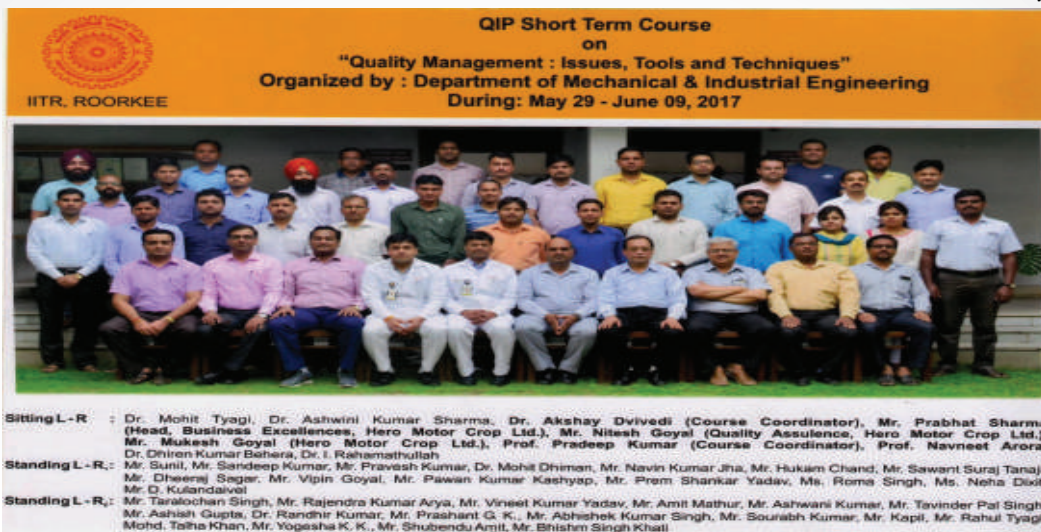 QIP Short Term Course
on
"Quality Management : Issues, Tools and Techniques"
Organized by : Department of Mechanical & Industrial Engineering
During: May 29 - June 09, 2017
IITR, ROORKEE
Sitting L - R : Dr. Mohit Tyagi, Dr. Ashwini Kumar Sharma, Dr. Akshay Dvivedi (Course Coordinator), Mr. Prabhat Sharma
(Head, Business Excellences, Hero Motor Crop Ltd.), Mr. Nitesh Goyal (Quality Assulence, Hero Motor Crop Ltd.)
Mr. Mukesh Goyal (Hero Motor Crop Ltd.), Prof. Pradeep Kumar (Course Coordinator), Prof. Navneet Arora
Dr. Dhiren Kumar Behera, Dr. I. Rahamathullah
Standing L - R,: Mr. Sunil, Mr. Sandeep Kumar, Mr. Pravesh Kumar, Dr. Mohit Dhiman, Mr. Navin Kumar Jha, Mr. Hukam Chand, Mr. Sawant Suraj Tanaji
Mr. Dheeraj Sagar, Mr. Vipin Goyal, Mr. Pawan Kumar Kashyap, Mr. Prem Shankar Yadav, Ms. Roma Singh, Ms. Neha Dixit
Mr. D. Kulandaivel
Standing L - R,: Mr. Taralochan Singh, Mr. Rajendra Kumar Arya, Mr. Vineet Kumar Yadav, Mr. Amit Mathur, Mr. Ashwani Kumar, Mr. Tavinder Pal Singh
Mr. Ashish Gupta, Dr. Randhir Kumar, Mr. Prashant G. K., Mr. Abhishek Kumar Singh, Mr. Sourabh Kumar, Mr. Kapil, Mr. Rahul Tyagi
Mohd. Talha Khan, Mr. Yogesha K. K., Mr. Shubendu Amit, Mr. Bhishm Singh Khati